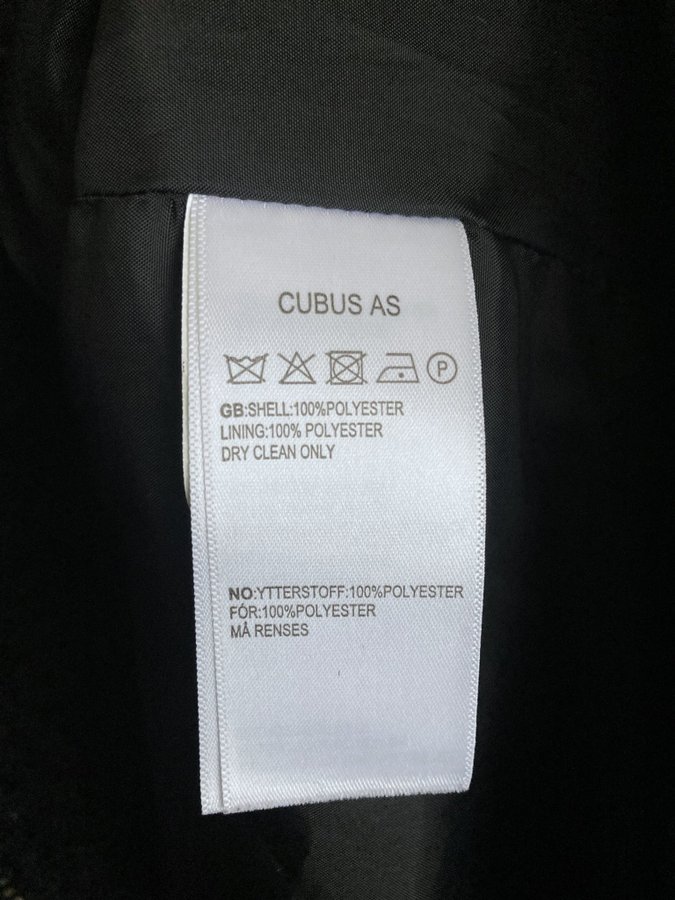 CUBUS AS
P
GB:SHELL:100%POLYESTER
LINING:100% POLYESTER
DRY CLEAN ONLY
NO:YTTERSTOFF:100%POLYESTER
FÓR:100%POLYESTER
MÅ RENSES